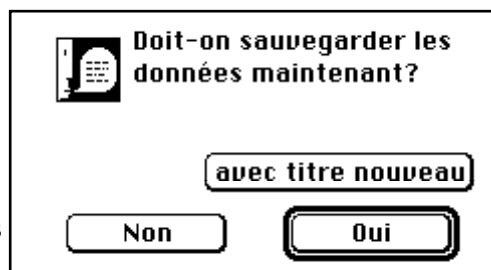 Doit-on sauvegarder les
données maintenant?
avec titre nouveau
Non
Oui